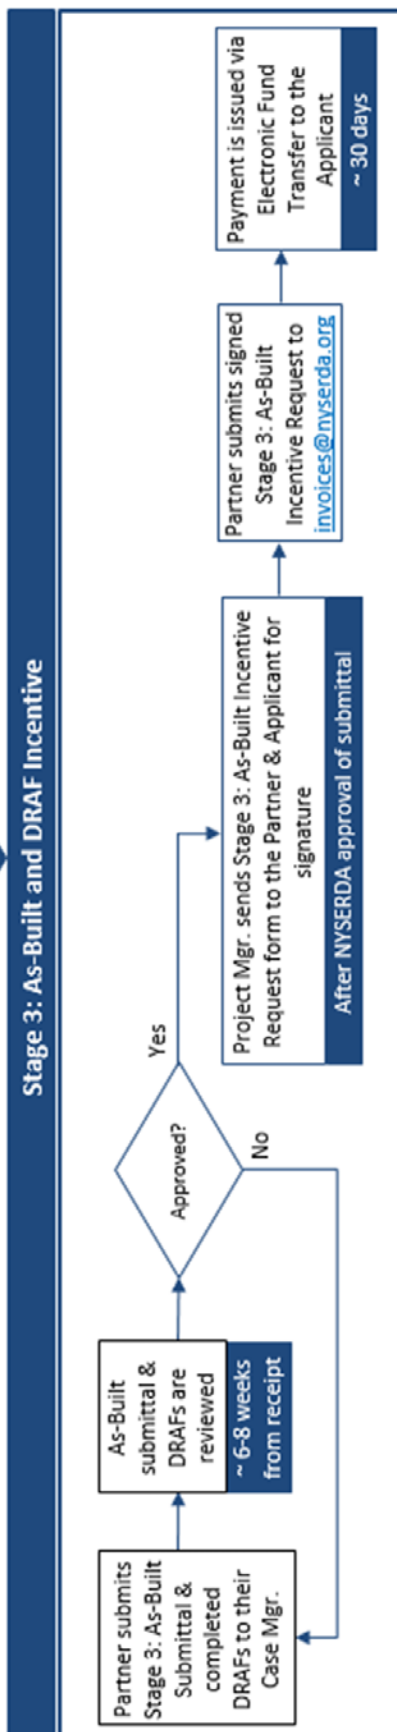 Stage 3: As-Built and DRAF Incentive
Partner submits
Stage 3: As-Built
Submittal &
completed
DRAFs to their
Case Mgr.
As-Built
submittal &
DRAFs are
reviewed
~ 6-8 weeks
from receipt
Approved?
Yes
No
Project Mgr. sends Stage 3: As-Built Incentive
Request form to the Partner & Applicant for
signature
After NYSERDA approval of submittal
Partner submits signed
Stage 3: As-Built
Incentive Request to
invoices@nyserda.org
Payment is issued via
Electronic Fund
Transfer to the
Applicant
~ 30 days